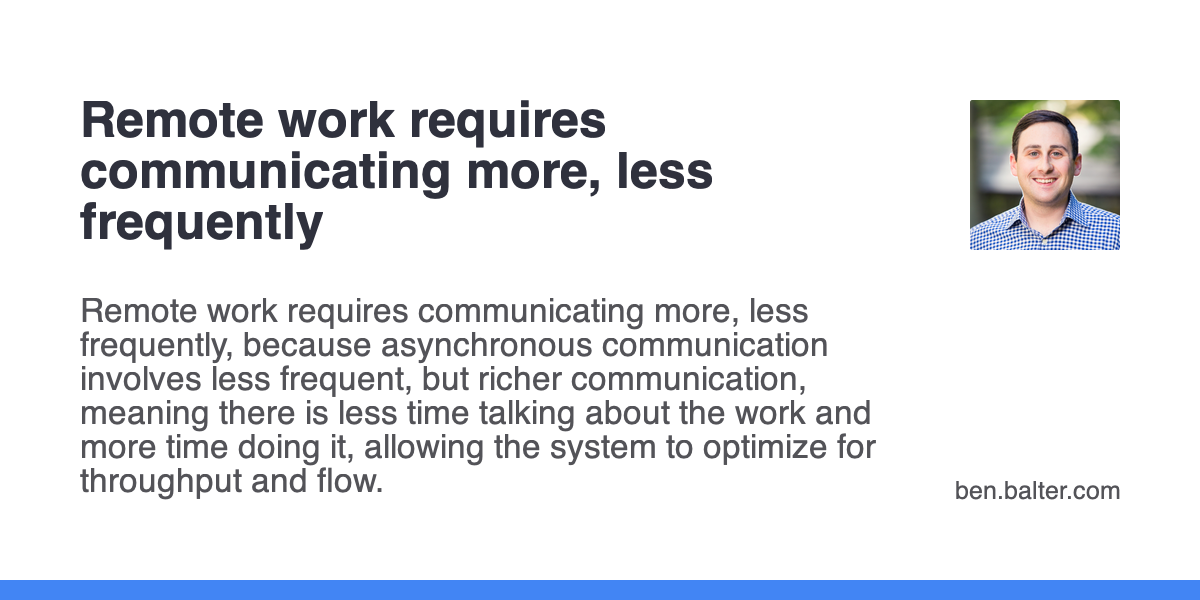 Remote work requires
communicating more, less
frequently
Remote work requires communicating more, less
frequently, because asynchronous communication
involves less frequent, but richer communication,
meaning there is less time talking about the work and
more time doing it, allowing the system to optimize for
throughput and flow.
ben.balter.com